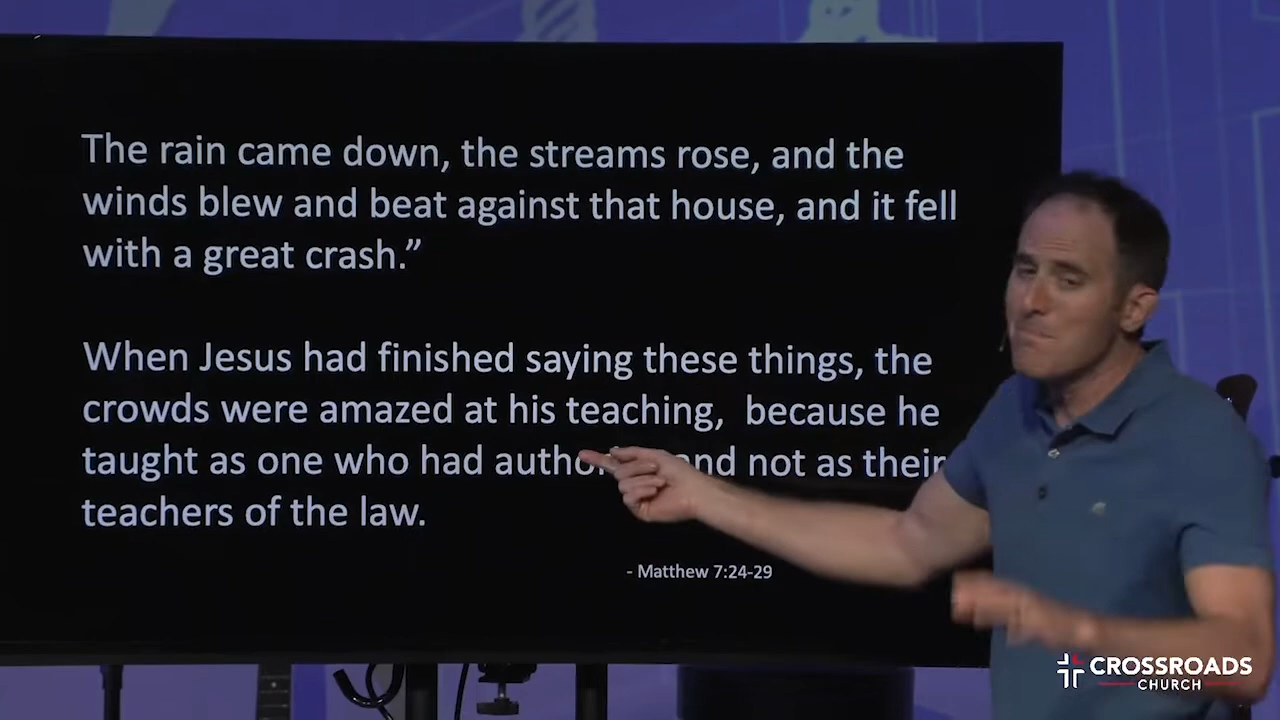 The rain came down, the streams rose, and the
winds blew and beat against that house, and it fell
with a great crash.”
When Jesus had finished saying these things, the
crowds were amazed at his teaching, because he
taught as one who had and not as their
teachers of the law.
- Matthew 7:24-29
CROSSROADS
CHURCH